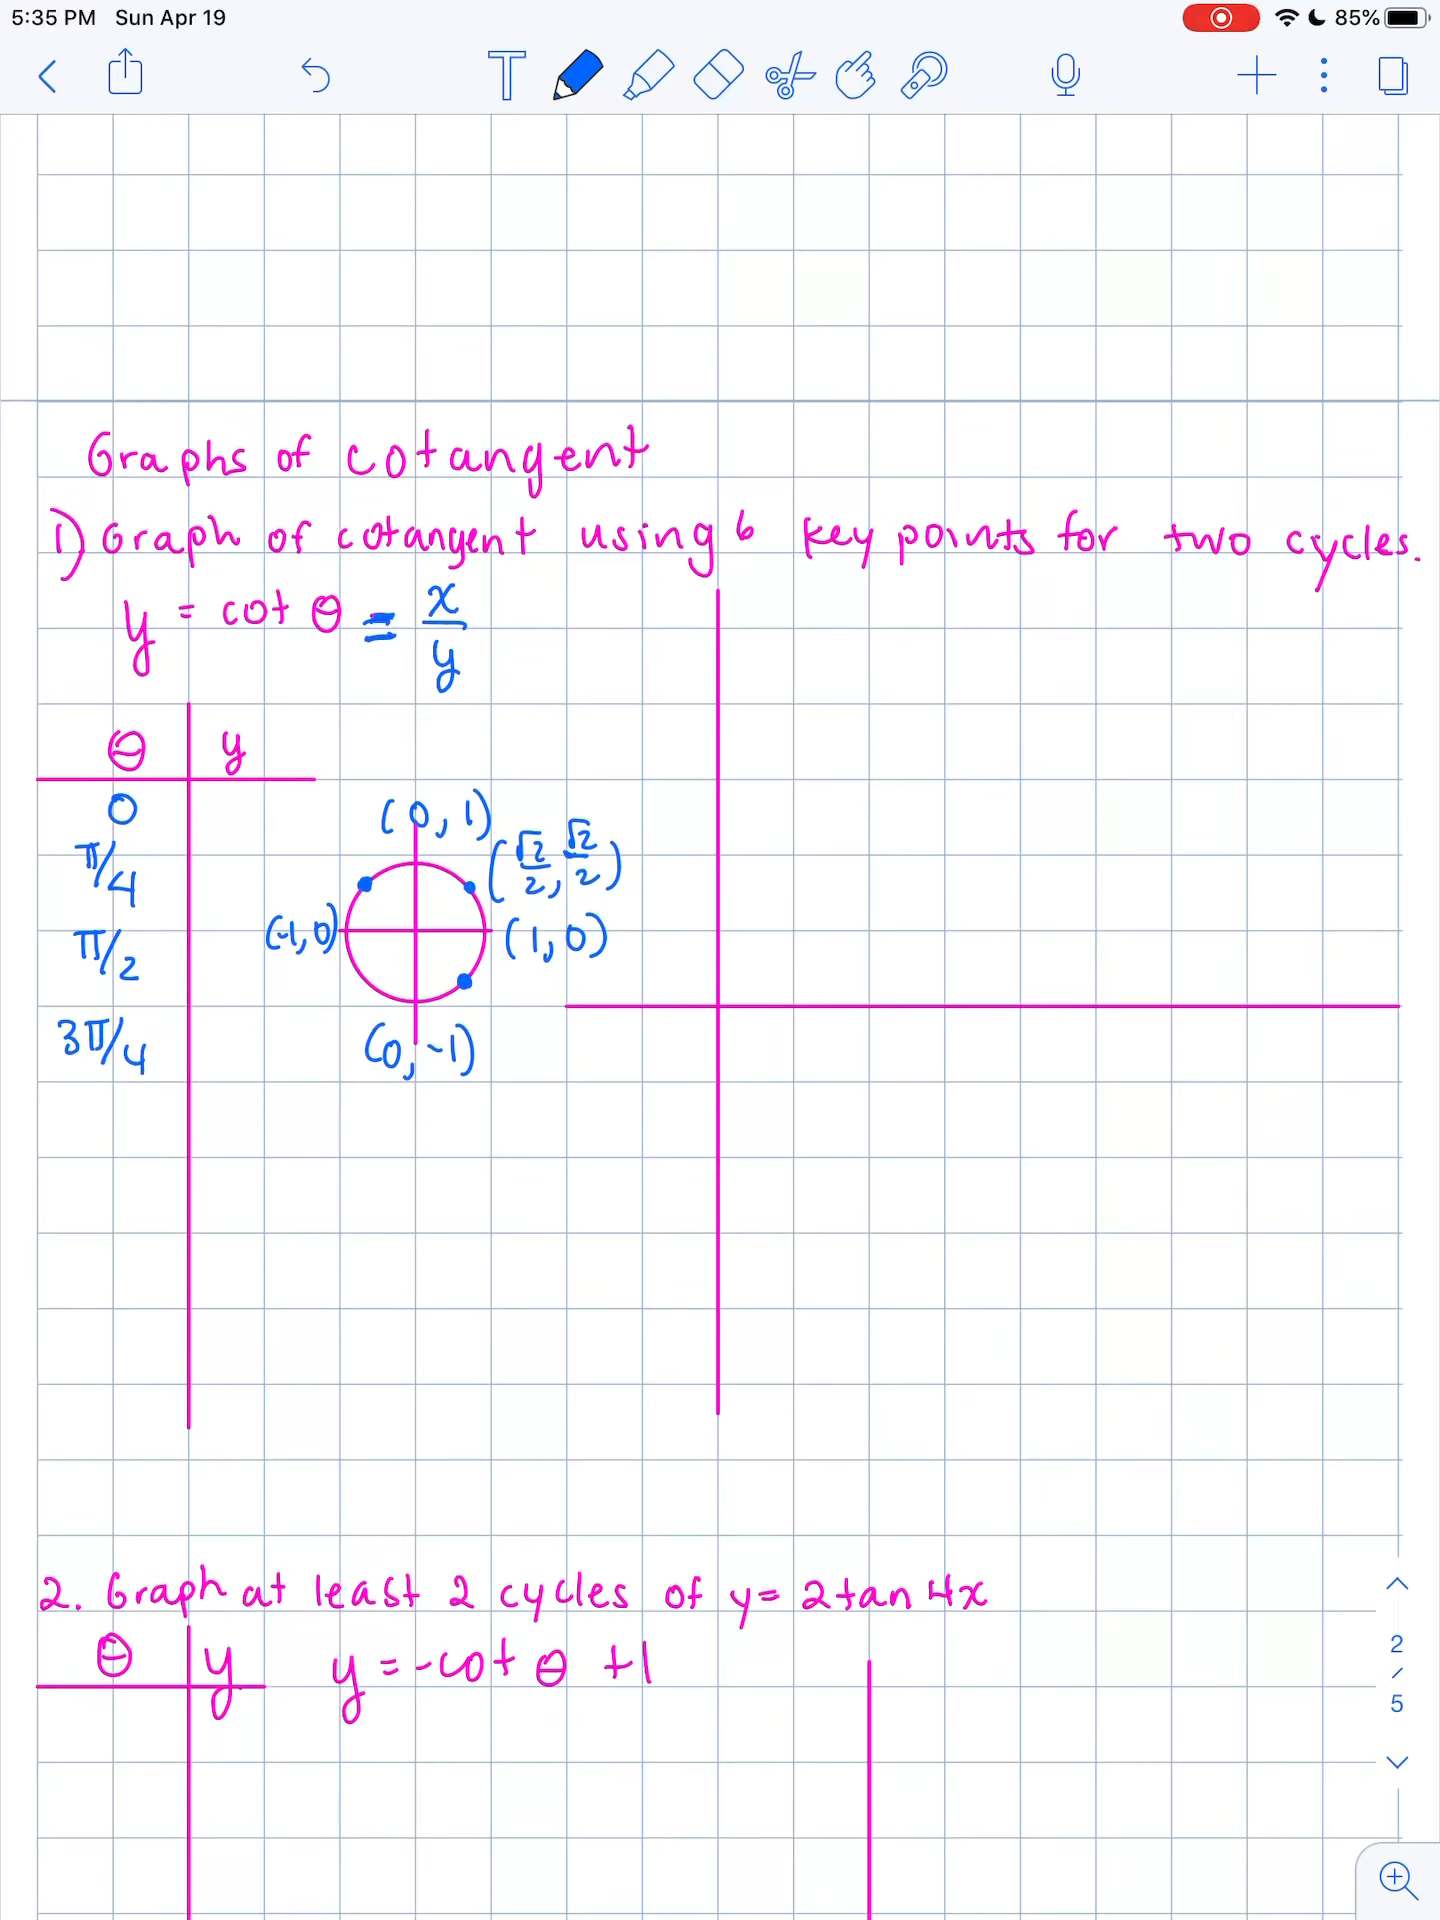 5:35 PM Sun Apr 19
85%
Graphs of cotangent
1) Graph of cotangent using 6 key points for two cycles.
y = cot θ = x/y
θ y
0
π/4
π/2
3π/4
(0, 1)
(√2/2, √2/2)
(-1, 0)
(1, 0)
(0, -1)
2. Graph at least 2 cycles of y= 2tan4x
θ y y = -cot θ +1
2
/
5